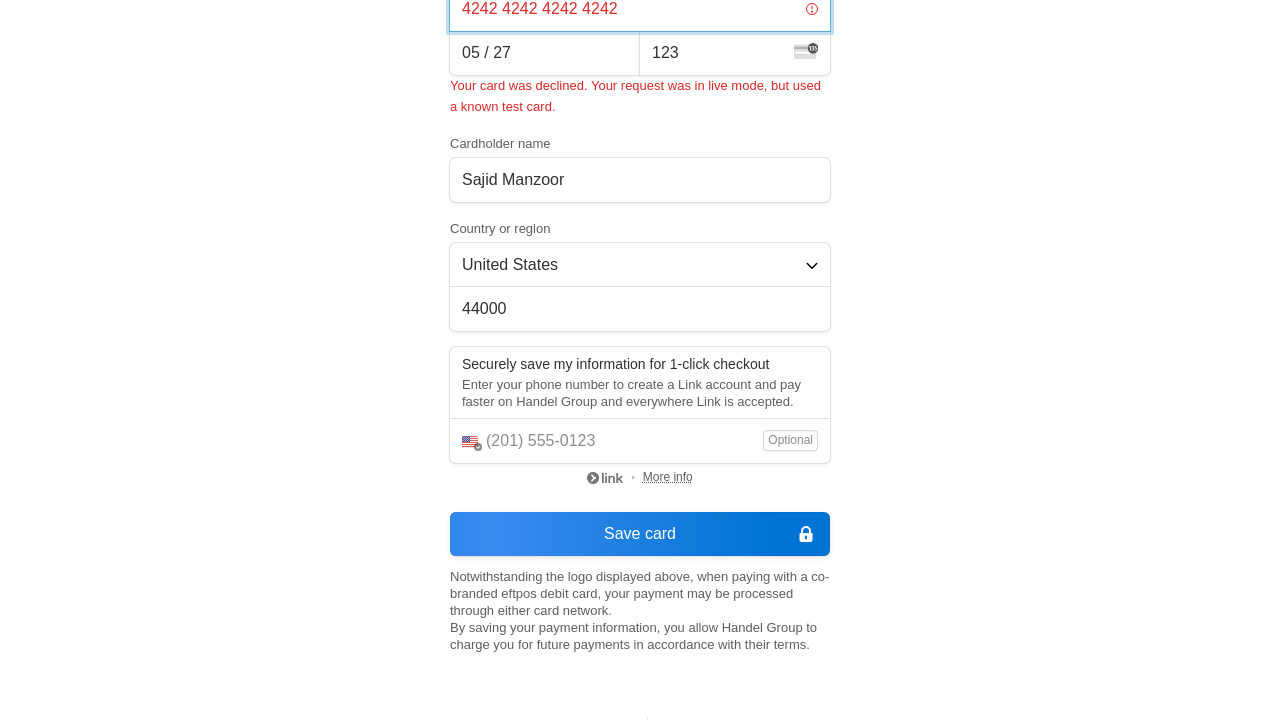 4242 4242 4242 4242
05 / 27
123
135
Your card was declined. Your request was in live mode, but used
a known test card.
Cardholder name
Sajid Manzoor
Country or region
United States
44000
Securely save my information for 1-click checkout
Enter your phone number to create a Link account and pay
faster on Handel Group and everywhere Link is accepted.
(201) 555-0123
Optional
link • More info
Save card
Notwithstanding the logo displayed above, when paying with a co-
branded eftpos debit card, your payment may be processed
through either card network.
By saving your payment information, you allow Handel Group to
charge you for future payments in accordance with their terms.